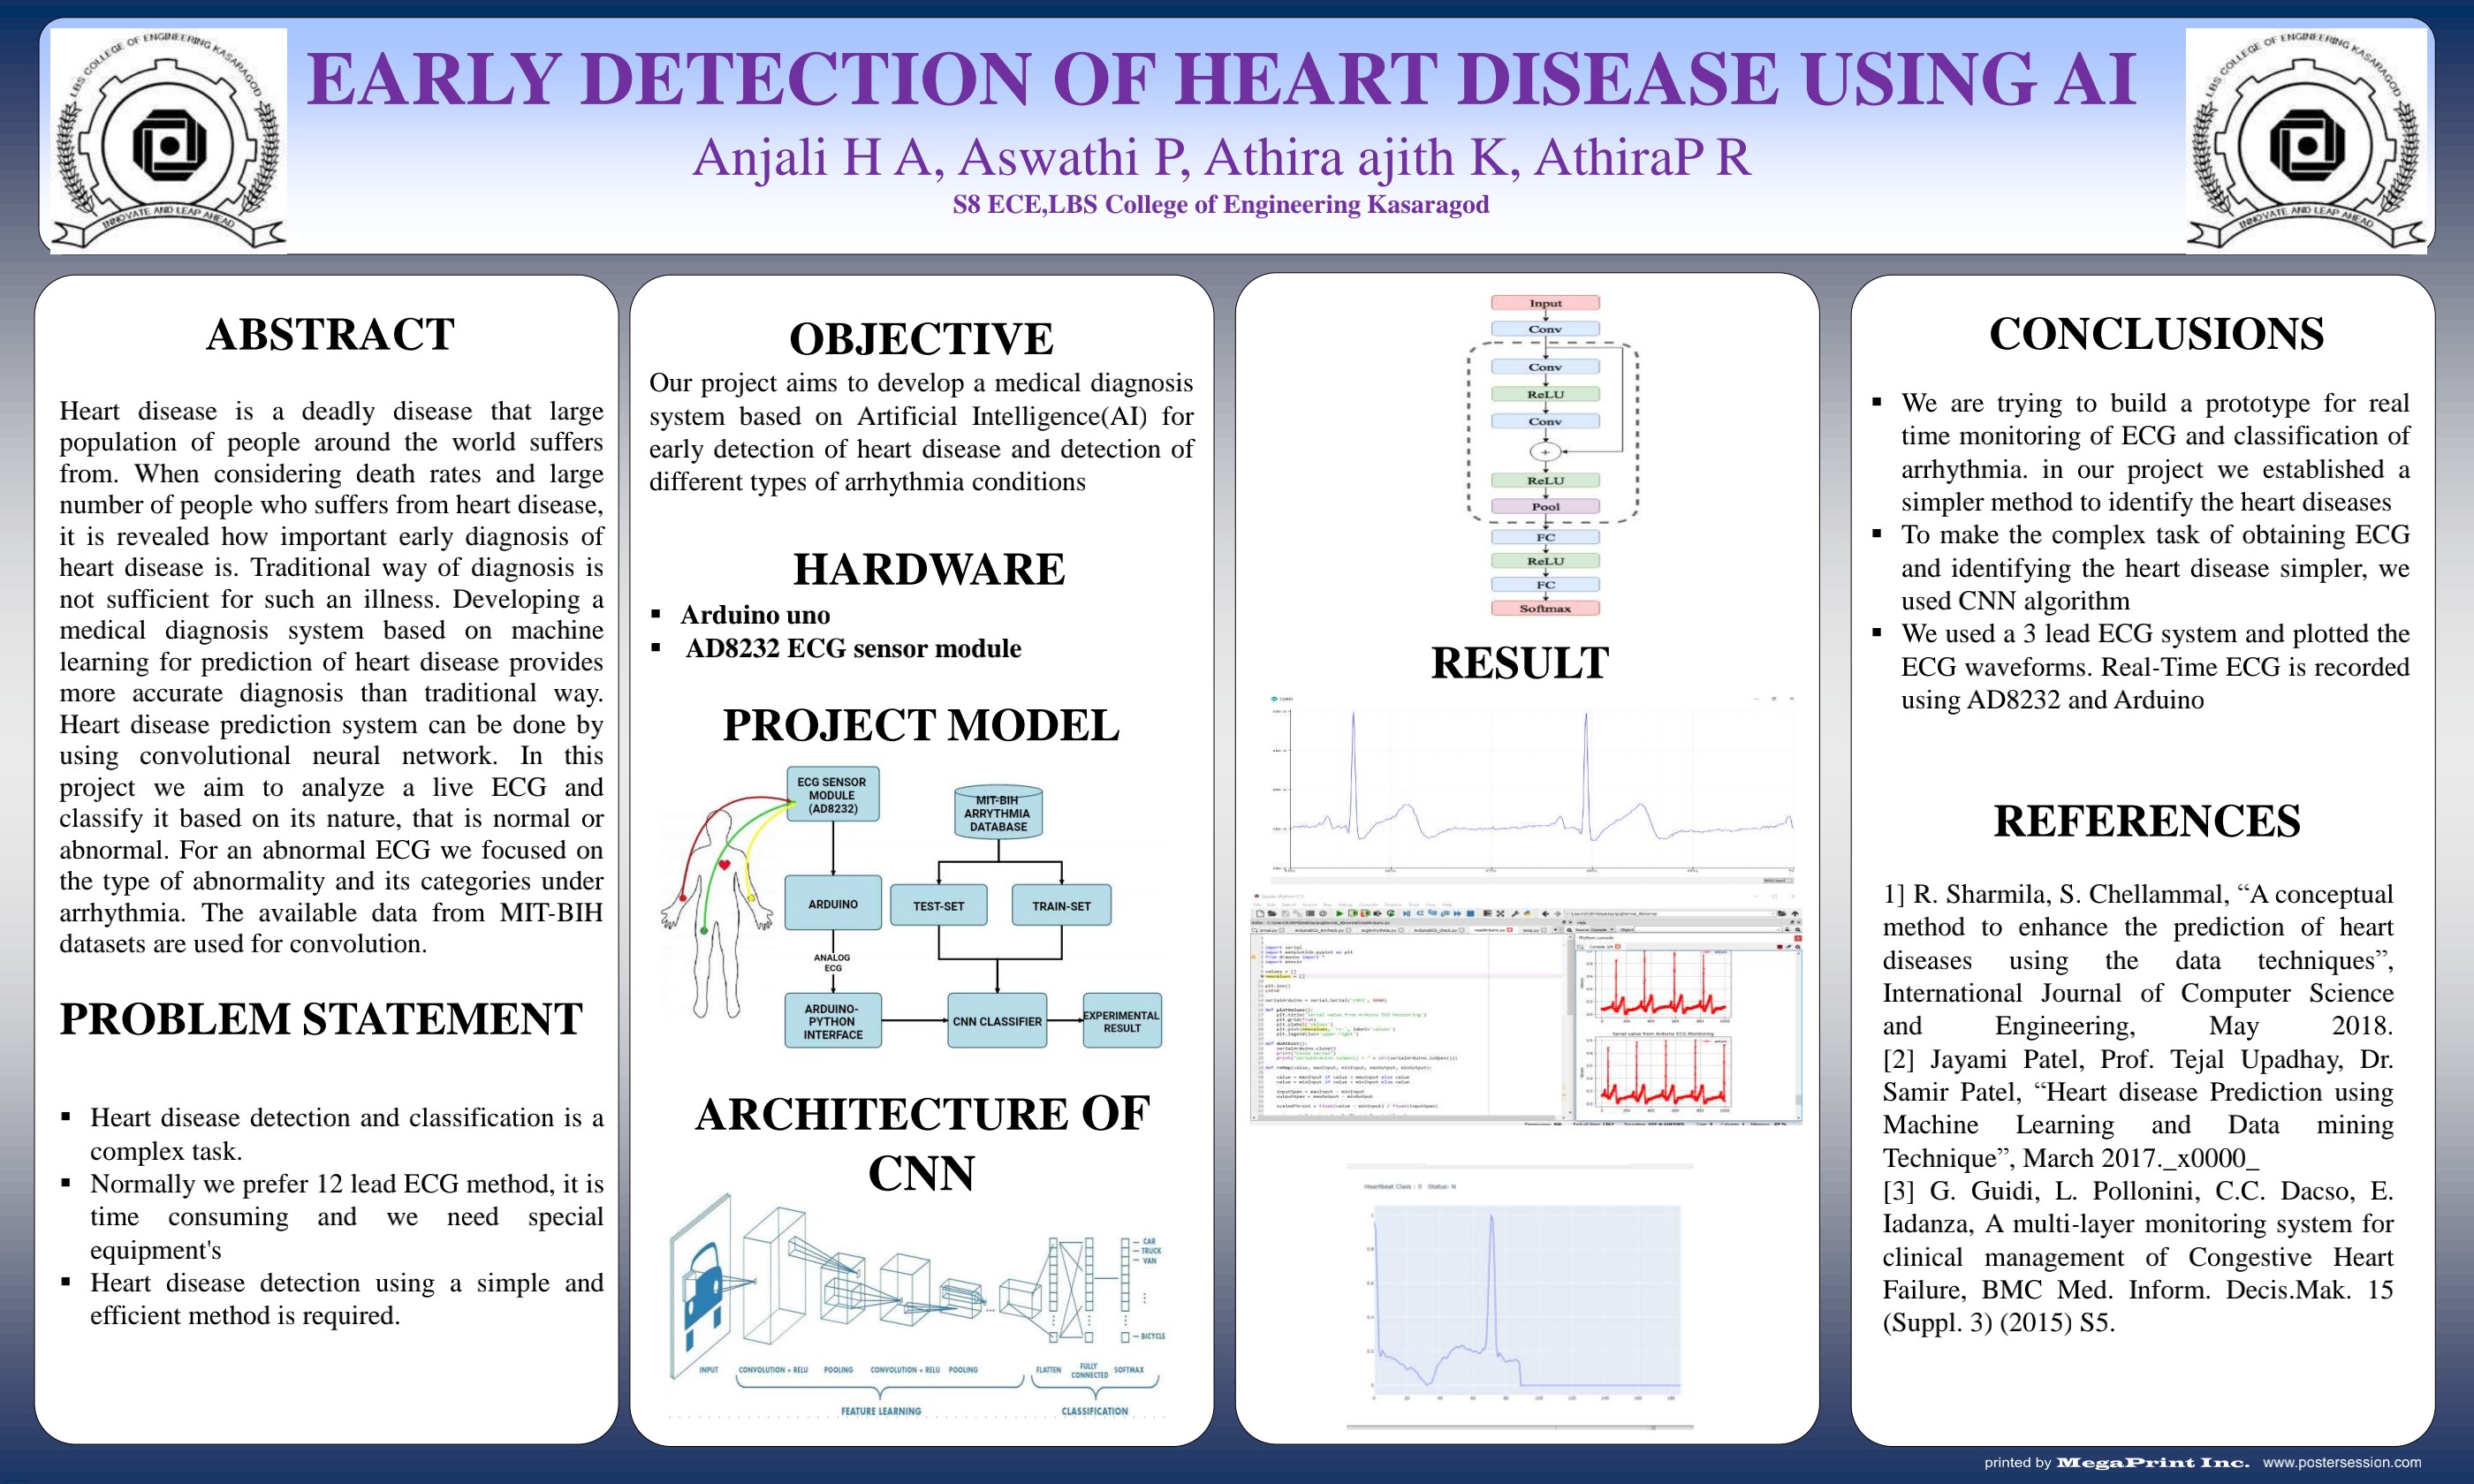 LBS COLLEGE OF ENGINEERING KASARAGOD
INNOVATE AND LEAP AHEAD
EARLY DETECTION OF HEART DISEASE USING AI
Anjali H A, Aswathi P, Athira ajith K, AthiraP R
S8 ECE,LBS College of Engineering Kasaragod
LBS COLLEGE OF ENGINEERING KASARAGOD
INNOVATE AND LEAP AHEAD
ABSTRACT
Heart disease is a deadly disease that large
population of people around the world suffers
from. When considering death rates and large
number of people who suffers from heart disease,
it is revealed how important early diagnosis of
heart disease is. Traditional way of diagnosis is
not sufficient for such an illness. Developing a
medical diagnosis system based on machine
learning for prediction of heart disease provides
more accurate diagnosis than traditional way.
Heart disease prediction system can be done by
using convolutional neural network. In this
project we aim to analyze a live ECG and
classify it based on its nature, that is normal or
abnormal. For an abnormal ECG we focused on
the type of abnormality and its categories under
arrhythmia. The available data from MIT-BIH
datasets are used for convolution.
PROBLEM STATEMENT
▪ Heart disease detection and classification is a
complex task.
▪ Normally we prefer 12 lead ECG method, it is
time consuming and we need special
equipment's
▪ Heart disease detection using a simple and
efficient method is required.
OBJECTIVE
Our project aims to develop a medical diagnosis
system based on Artificial Intelligence(AI) for
early detection of heart disease and detection of
different types of arrhythmia conditions
HARDWARE
▪ Arduino uno
▪ AD8232 ECG sensor module
PROJECT MODEL
ECG SENSOR
MODULE
(AD8232)
MIT-BIH
ARRYTHMIA
DATABASE
ARDUINO
TEST-SET
TRAIN-SET
ANALOG
ECG
ARDUINO-
PYTHON
INTERFACE
CNN CLASSIFIER
EXPERIMENTAL
RESULT
ARCHITECTURE OF
CNN
CAR
TRUCK
VAN
BICYCLE
INPUT
CONVOLUTION + RELU
POOLING
CONVOLUTION + RELU
POOLING
FLATTEN
FULLY
CONNECTED
SOFTMAX
FEATURE LEARNING
CLASSIFICATION
Input
Conv
Conv
ReLU
Conv
+
ReLU
Pool
FC
ReLU
FC
Softmax
RESULT
import serial
Serial value from Arduino ECG Monitoring
Heartbeat Class : 0 Status: N
CONCLUSIONS
▪ We are trying to build a prototype for real
time monitoring of ECG and classification of
arrhythmia. in our project we established a
simpler method to identify the heart diseases
▪ To make the complex task of obtaining ECG
and identifying the heart disease simpler, we
used CNN algorithm
▪ We used a 3 lead ECG system and plotted the
ECG waveforms. Real-Time ECG is recorded
using AD8232 and Arduino
REFERENCES
1] R. Sharmila, S. Chellammal, “A conceptual
method to enhance the prediction of heart
diseases using the data techniques”,
International Journal of Computer Science
and Engineering, May 2018.
[2] Jayami Patel, Prof. Tejal Upadhay, Dr.
Samir Patel, “Heart disease Prediction using
Machine Learning and Data mining
Technique”, March 2017._x0000_
[3] G. Guidi, L. Pollonini, C.C. Dacso, E.
Iadanza, A multi-layer monitoring system for
clinical management of Congestive Heart
Failure, BMC Med. Inform. Decis.Mak. 15
(Suppl. 3) (2015) S5.
printed by MegaPrint Inc. www.postersession.com